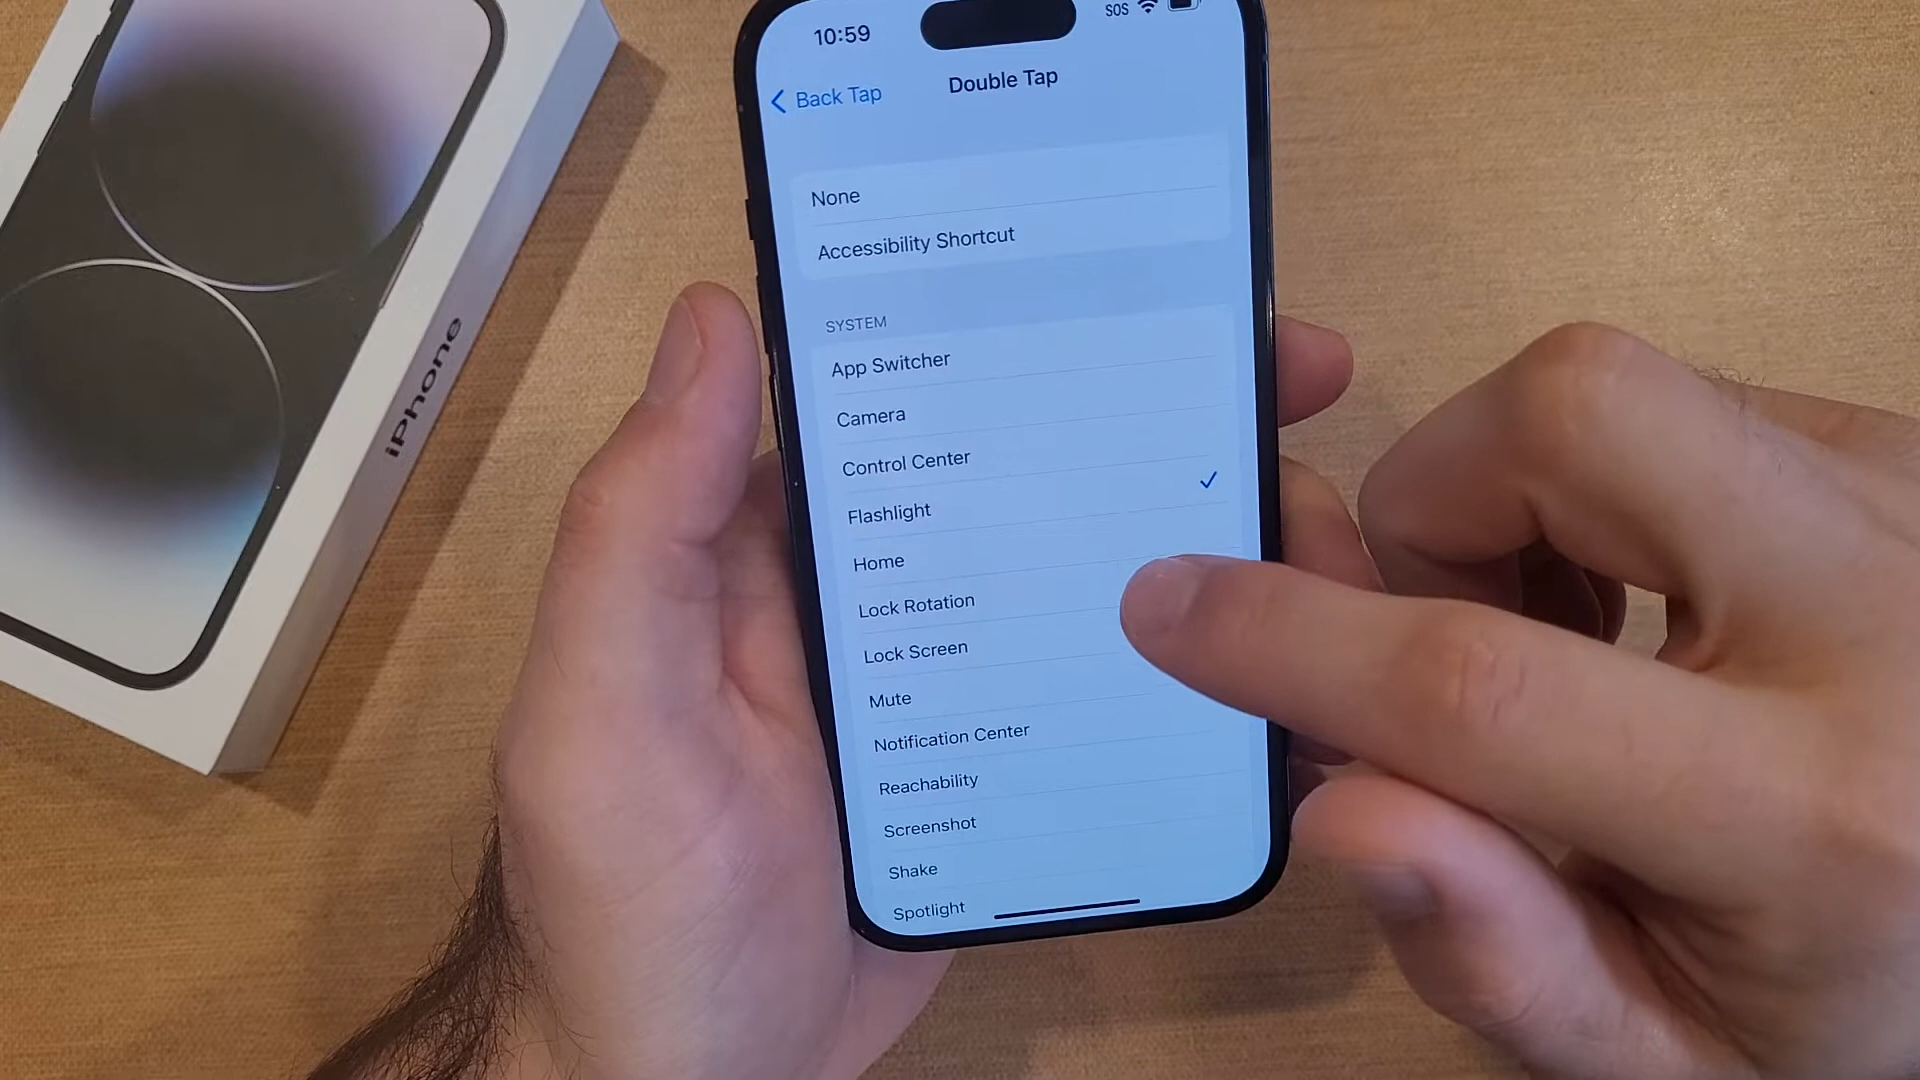 iPhone
10:59
SOS
Back Tap
Double Tap
None
Accessibility Shortcut
SYSTEM
App Switcher
Camera
Control Center
Flashlight
Home
Lock Rotation
Lock Screen
Mute
Notification Center
Reachability
Screenshot
Shake
Spotlight